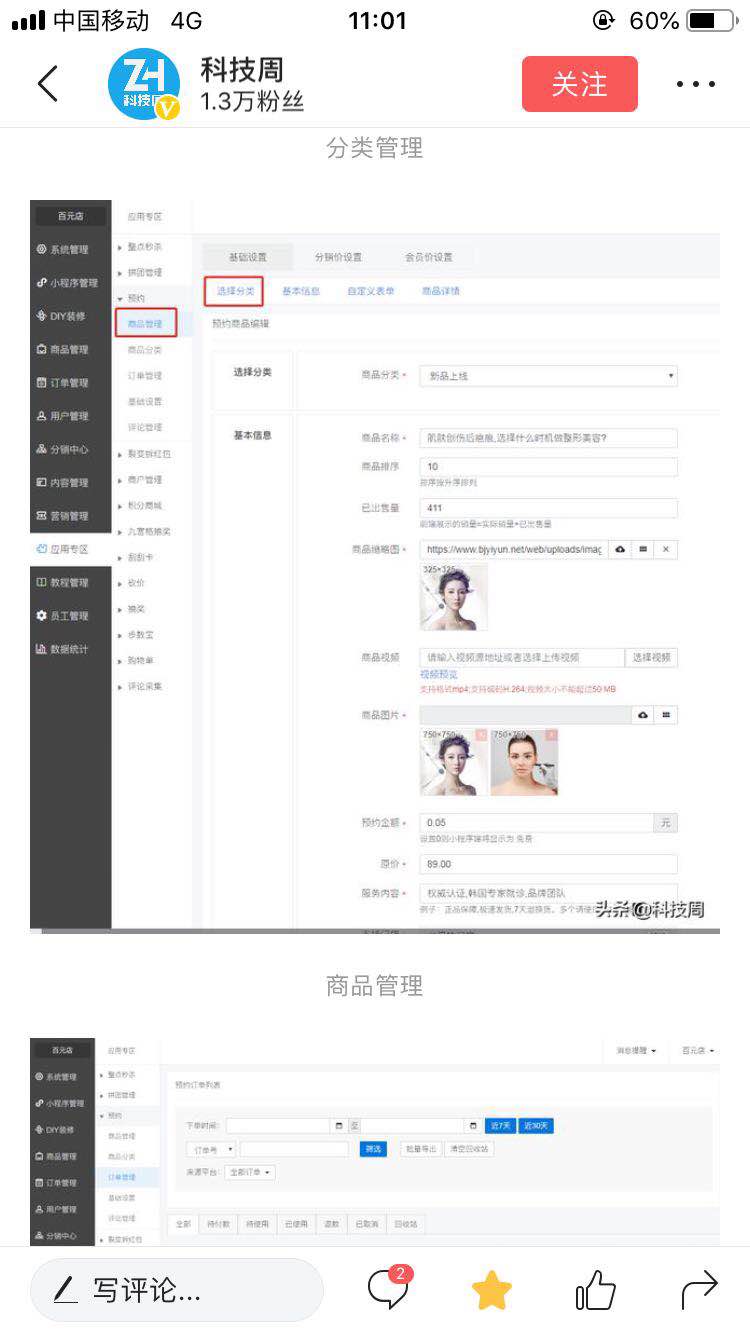 中国移动 4G 11:01 60%
ZH
科技周
V
科技周
1.3万粉丝
关注
分类管理
百元店
系统管理
小程序管理
DIY装修
商品管理
订单管理
用户管理
分销中心
内容管理
营销管理
应用专区
教程管理
员工管理
数据统计
应用专区
整点秒杀
拼团管理
预约
商品管理
商品分类
订单管理
基础设置
评论管理
裂变拆红包
商户管理
积分商城
九宫格抽奖
刮刮卡
砍价
抽奖
步数宝
购物单
评论采集
基础设置 分销价设置 会员价设置
选择分类 基本信息 自定义表单 商品详情
预约商品编辑
选择分类
商品分类* 新品上线
基本信息
商品名称* 肌肤创伤后疤痕,选择什么时机做整形美容?
商品排序 10
排序按升序排列
已出售量 411
前端展示的销量=实际销量+已出售量
商品缩略图* https://www.bjyiyun.net/web/uploads/imag
325×325
商品视频 请输入视频源地址或者选择上传视频 选择视频
视频预览
支持格式mp4;支持编码H.264;视频大小不能超过50 MB
商品图片*
750×750 750×750
预约金额* 0.05 元
设置0则小程序端将显示为 免费
原价* 89.00
服务内容* 权威认证,韩国专家就诊,品牌团队
例子：正品保障,极速发货,7天退换货。多个请使
头条@科技周
商品管理
百元店
系统管理
小程序管理
DIY装修
商品管理
订单管理
用户管理
分销中心
应用专区
整点秒杀
拼团管理
预约
商品管理
商品分类
订单管理
基础设置
评论管理
裂变拆红包
消息提醒 百元店
预约订单列表
下单时间: 至 近7天 近30天
订单号 筛选 批量导出 清空回收站
来源平台: 全部订单
全部 待付款 待使用 已使用 退款 已取消 回收站
写评论...
2